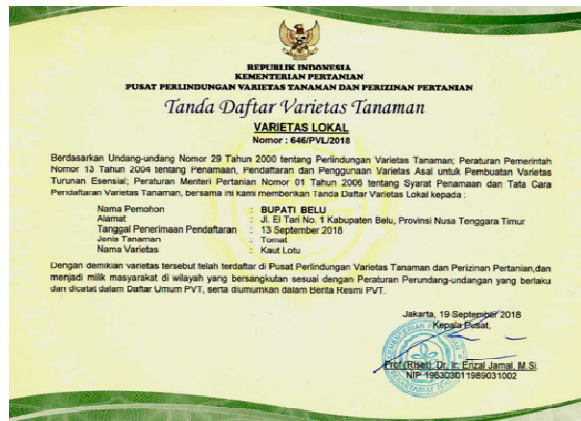 REPUBLIK INDONESIA
KEMENTERIAN PERTANIAN
PUSAT PERLINDUNGAN VARIETAS TANAMAN DAN PERIZINAN PERTANIAN
Tanda Daftar Varietas Tanaman
VARIETAS LOKAL
Nomor : 646/PVL/2018
Berdasarkan Undang-undang Nomor 29 Tahun 2000 tentang Perlindungan Varietas Tanaman; Peraturan Pemerintah
Nomor 13 Tahun 2004 tentang Penamaan, Pendaftaran dan Penggunaan Varietas Asal untuk Pembuatan Varietas
Turunan Esensial; Peraturan Menteri Pertanian Nomor 01 Tahun 2006 tentang Syarat Penamaan dan Tata Cara
Pendaftaran Varietas Tanaman, bersama ini kami memberikan Tanda Daftar Varietas Lokal kepada :
Nama Pemohon : BUPATI BELU
Alamat : Jl. El Tari No. 1 Kabupaten Belu, Provinsi Nusa Tenggara Timur
Tanggal Penerimaan Pendaftaran : 13 September 2018
Jenis Tanaman : Tomat
Nama Varietas : Kaut Lotu
Dengan demikian varietas tersebut telah terdaftar di Pusat Perlindungan Varietas Tanaman dan Perizinan Pertanian,dan
menjadi milik masyarakat di wilayah yang bersangkutan sesuai dengan Peraturan Perundang-undangan yang berlaku
dan dicatat dalam Daftar Umum PVT, serta diumumkan dalam Berita Resmi PVT.
Jakarta, 19 September 2018
Kepala Pusat,
Prof (Riset). Dr. Ir. Erizal Jamal, M.Si
NIP 196303011989031002